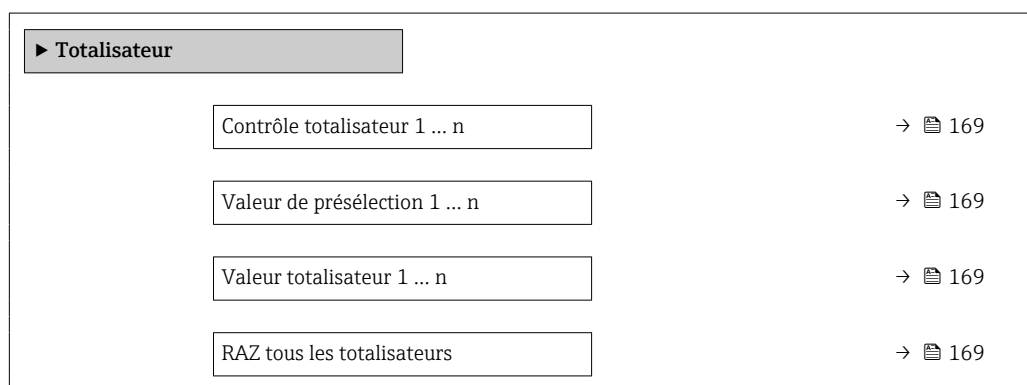 ▶ Totalisateur
Contrôle totalisateur 1 … n → 169
Valeur de présélection 1 … n → 169
Valeur totalisateur 1 … n → 169
RAZ tous les totalisateurs → 169